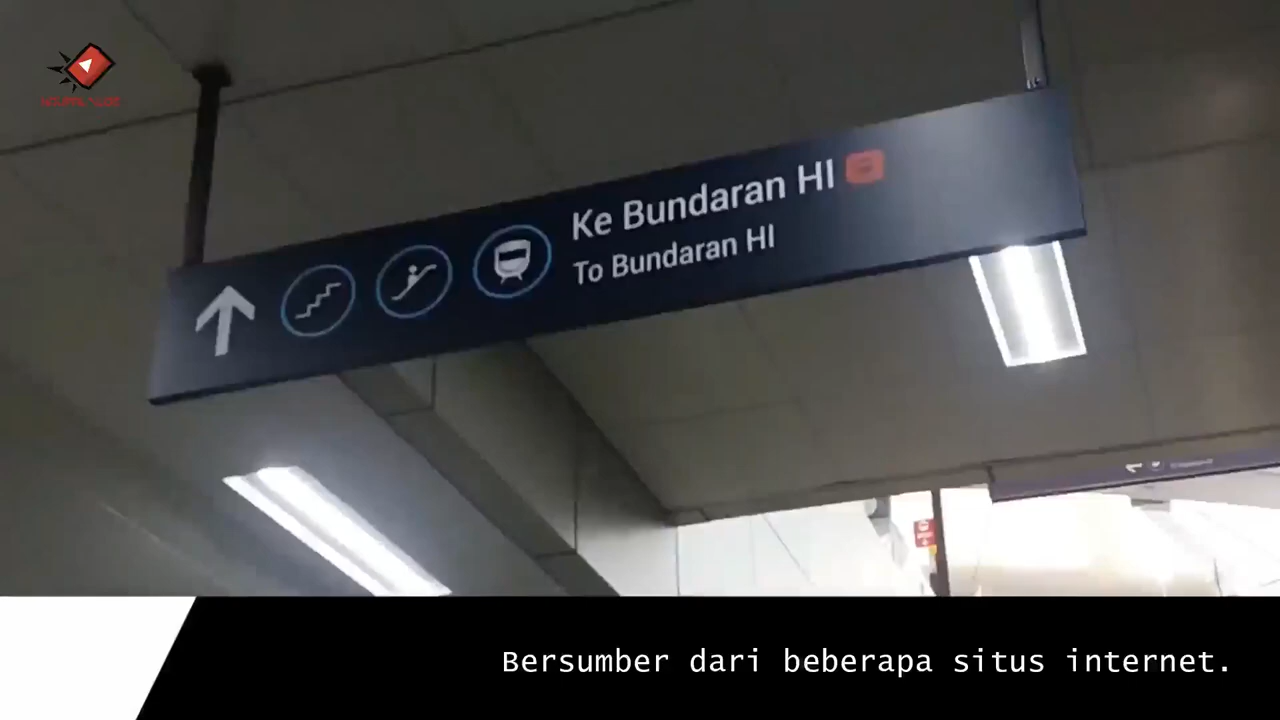 Ke Bundaran HI
To Bundaran HI
Bersumber dari beberapa situs internet.